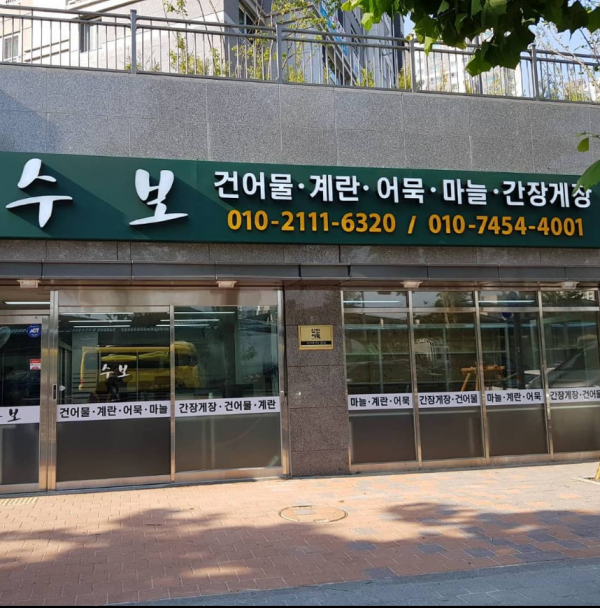 수보
건어물·계란·어묵·마늘·간장게장
010-2111-6320 / 010-7454-4001
ADT
수보
보
건어물·계란·어묵·마늘
간장게장·건어물·계란
마늘·계란·어묵
간장게장·건어물
마늘·계란·어묵
간장게장·건어물